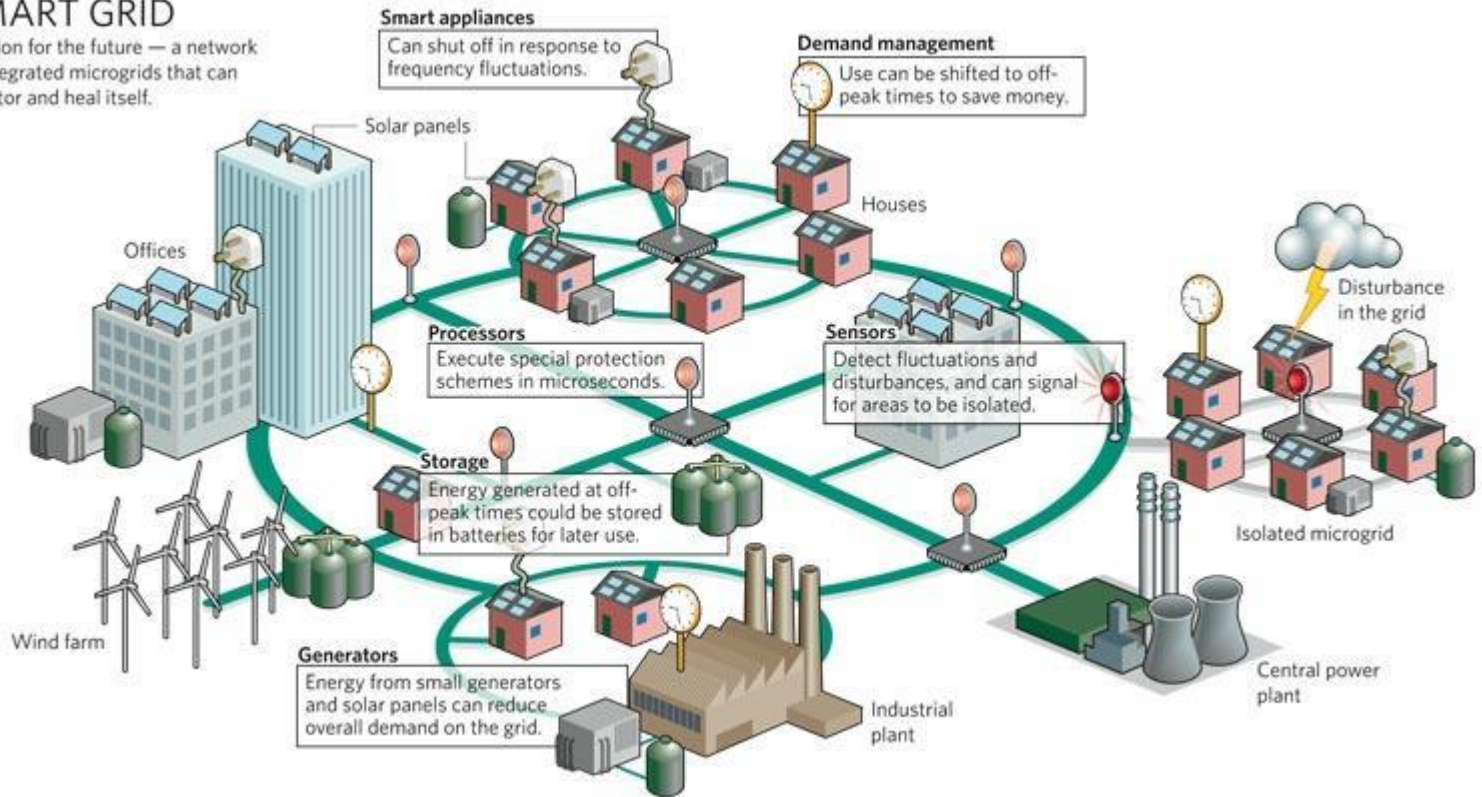 MART GRID
ion for the future — a network
egrated microgrids that can
tor and heal itself.
Smart appliances
Can shut off in response to
frequency fluctuations.
Demand management
Use can be shifted to off-
peak times to save money.
Solar panels
Houses
Offices
Disturbance
in the grid
Processors
Execute special protection
schemes in microseconds.
Sensors
Detect fluctuations and
disturbances, and can signal
for areas to be isolated.
Storage
Energy generated at off-
peak times could be stored
in batteries for later use.
Isolated microgrid
Wind farm
Generators
Energy from small generators
and solar panels can reduce
overall demand on the grid.
Central power
plant
Industrial
plant